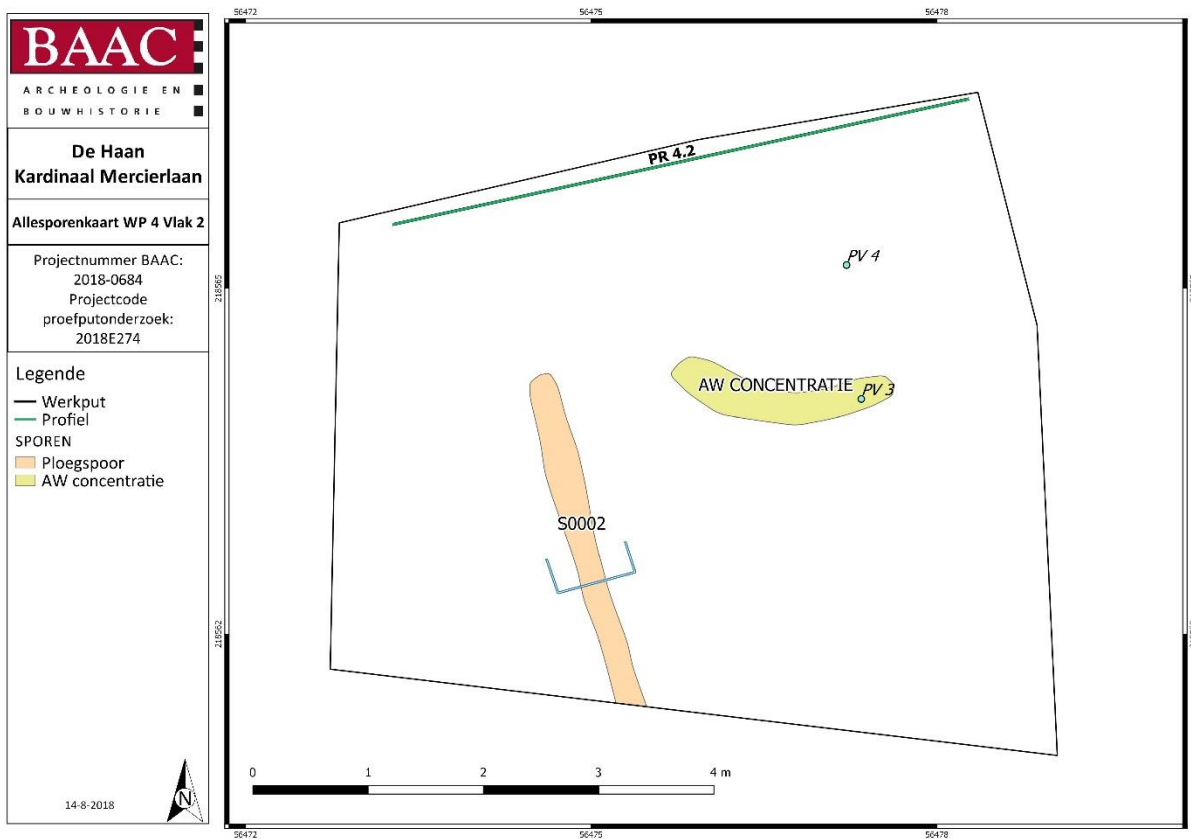 BAAC
ARCHEOLOGIE EN
BOUWHISTORIE
De Haan
Kardinaal Mercierlaan
Allesporenkaart WP 4 Vlak 2
Projectnummer BAAC:
2018-0684
Projectcode
proefputonderzoek:
2018E274
Legende
Werkput
Profiel
SPOREN
Ploegspoor
AW concentratie
14-8-2018
N
56472 56475 56478
218565
218562
PR 4.2
PV 4
AW CONCENTRATIE
PV 3
S0002
0 1 2 3 4 m
56472 56475 56478